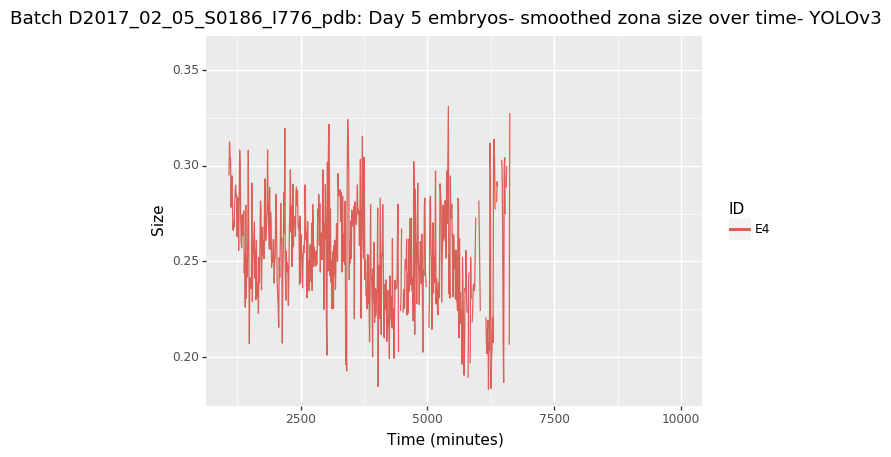 Batch D2017_02_05_S0186_I776_pdb: Day 5 embryos- smoothed zona size over time- YOLOv3
0.35
0.30
0.25
0.20
Size
2500
5000
7500
10000
Time (minutes)
ID
E4